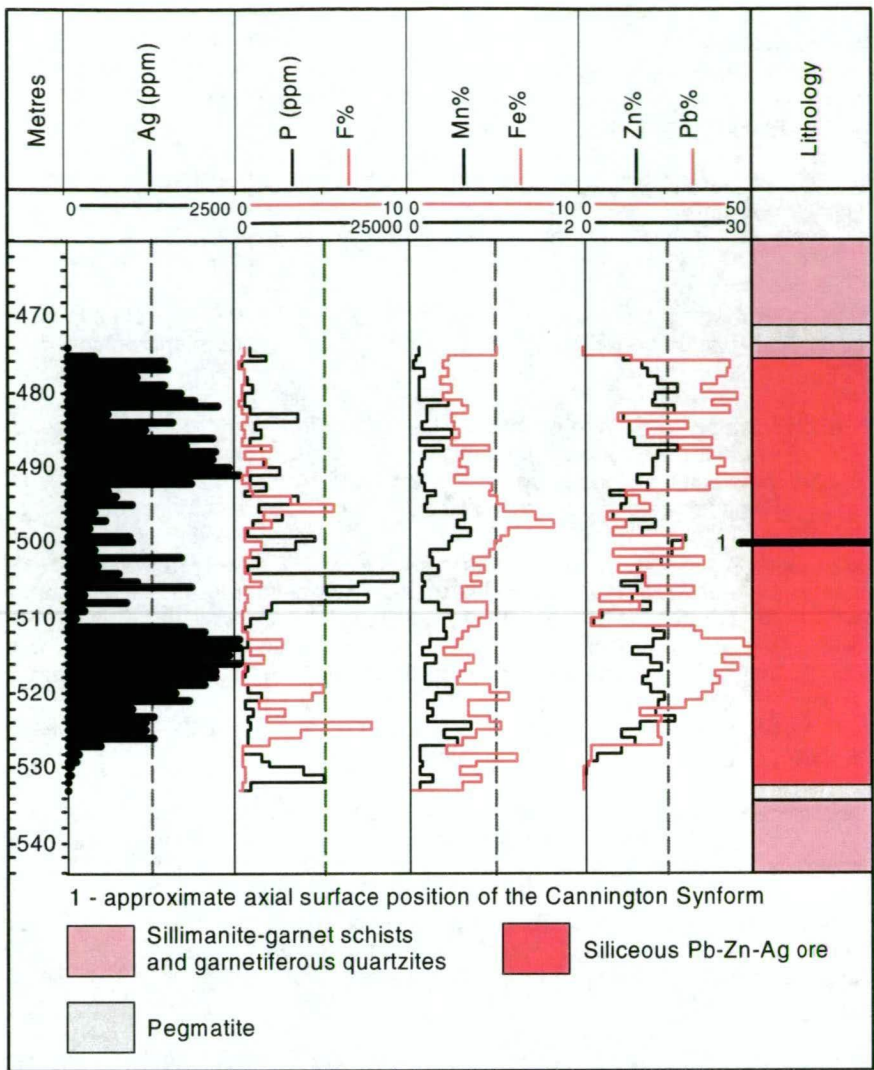 Metres
Ag (ppm)
P (ppm)
F%
Mn%
Fe%
Zn%
Pb%
Lithology
0 2500 0 10 0 10 0 50
0 25000 0 2 0 30
-470
-480
-490
-500
-510
-520
-530
-540
1
1 - approximate axial surface position of the Cannington Synform
Sillimanite-garnet schists
and garnetiferous quartzites
Siliceous Pb-Zn-Ag ore
Pegmatite